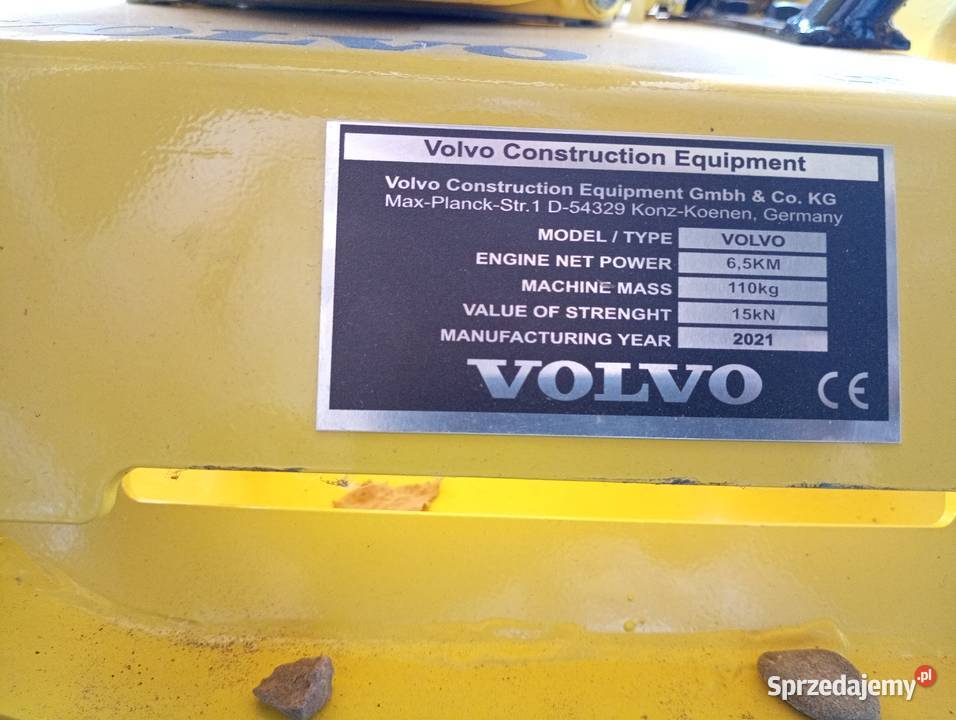 VOLVO
Volvo Construction Equipment
Volvo Construction Equipment Gmbh & Co. KG
Max-Planck-Str.1 D-54329 Konz-Koenen, Germany
MODEL / TYPE VOLVO
ENGINE NET POWER 6,5KM
MACHINE MASS 110kg
VALUE OF STRENGHT 15kN
MANUFACTURING YEAR 2021
VOLVO CE
Sprzedajemy.pl